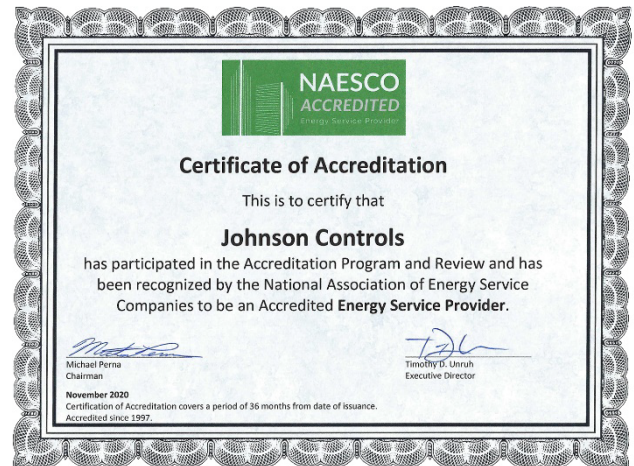 NAESCO
ACCREDITED
Energy Service Provider
Certificate of Accreditation
This is to certify that
Johnson Controls
has participated in the Accreditation Program and Review and has
been recognized by the National Association of Energy Service
Companies to be an Accredited Energy Service Provider.
Michael Perna
Chairman
Timothy D. Unruh
Executive Director
November 2020
Certification of Accreditation covers a period of 36 months from date of issuance.
Accredited since 1997.